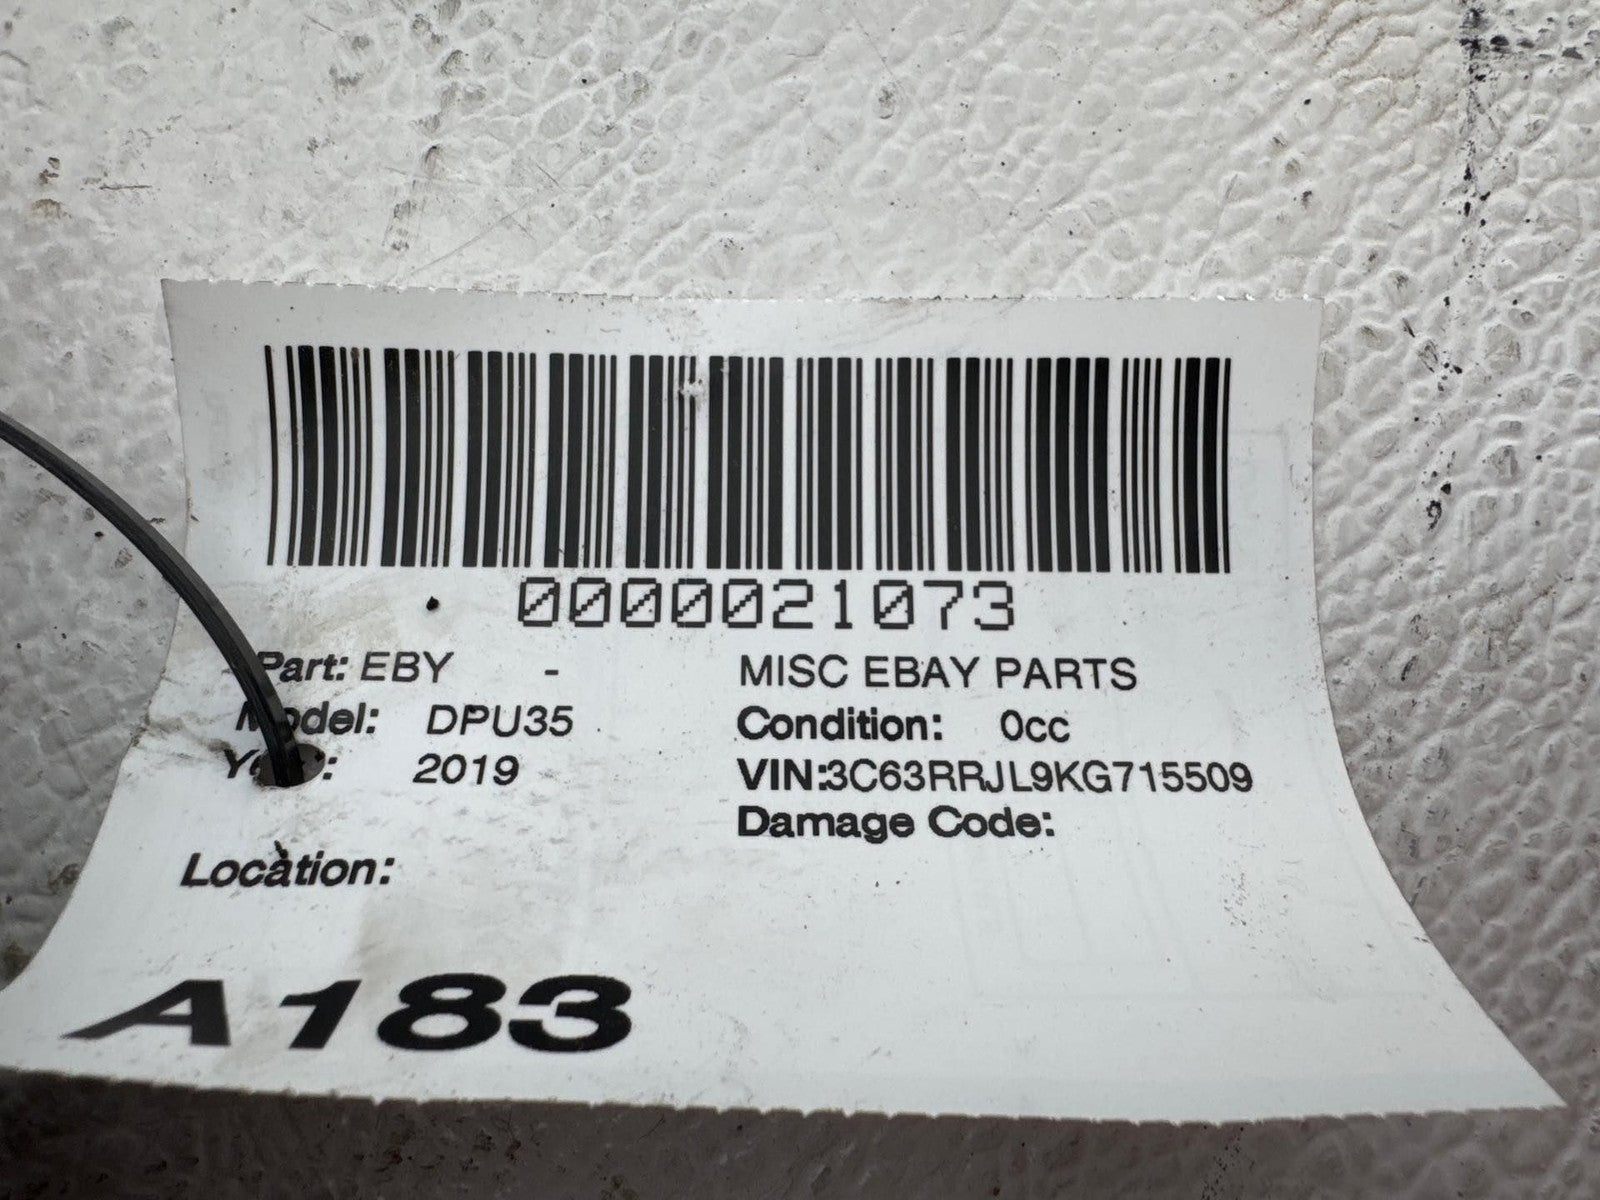 0000021073
Part: EBY - MISC EBAY PARTS
Model: DPU35 Condition: 0cc
2019 VIN:3C63RRJL9KG715509
Damage Code:
Location:
A183